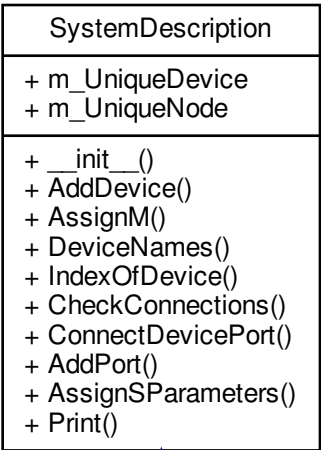 SystemDescription
+ m_UniqueDevice
+ m_UniqueNode
+ __init__()
+ AddDevice()
+ AssignM()
+ DeviceNames()
+ IndexOfDevice()
+ CheckConnections()
+ ConnectDevicePort()
+ AddPort()
+ AssignSParameters()
+ Print()